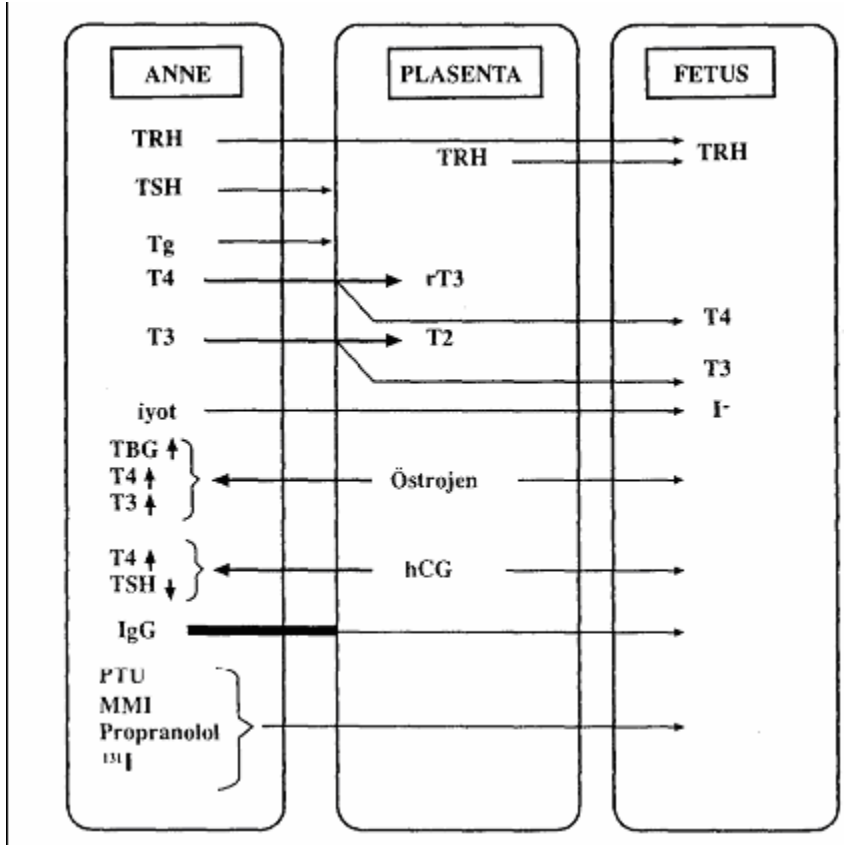 ANNE PLASENTA FETUS
TRH TRH TRH
TSH
Tg
T4 rT3 T4
T3 T2 T3
iyot I-
TBG
T4
T3
Östrojen
T4
TSH
hCG
IgG
PTU
MMI
Propranolol
131I